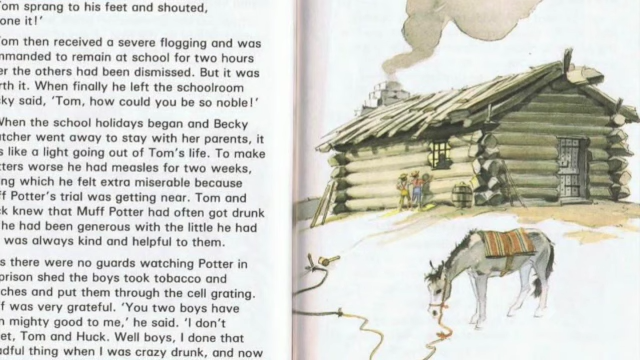 om sprang to his feet and shouted,
one it!'
om then received a severe flogging and was
mmanded to remain at school for two hours
er the others had been dismissed. But it was
rth it. When finally he left the schoolroom
ky said, 'Tom, how could you be so noble!'
When the school holidays began and Becky
atcher went away to stay with her parents, it
s like a light going out of Tom's life. To make
tters worse he had measles for two weeks,
ing which he felt extra miserable because
ff Potter's trial was getting near. Tom and
ck knew that Muff Potter had often got drunk
he had been generous with the little he had
was always kind and helpful to them.
s there were no guards watching Potter in
prison shed the boys took tobacco and
ches and put them through the cell grating.
f was very grateful. 'You two boys have
n mighty good to me,' he said. 'I don't
et, Tom and Huck. Well boys, I done that
adful thing when I was crazy drunk, and now